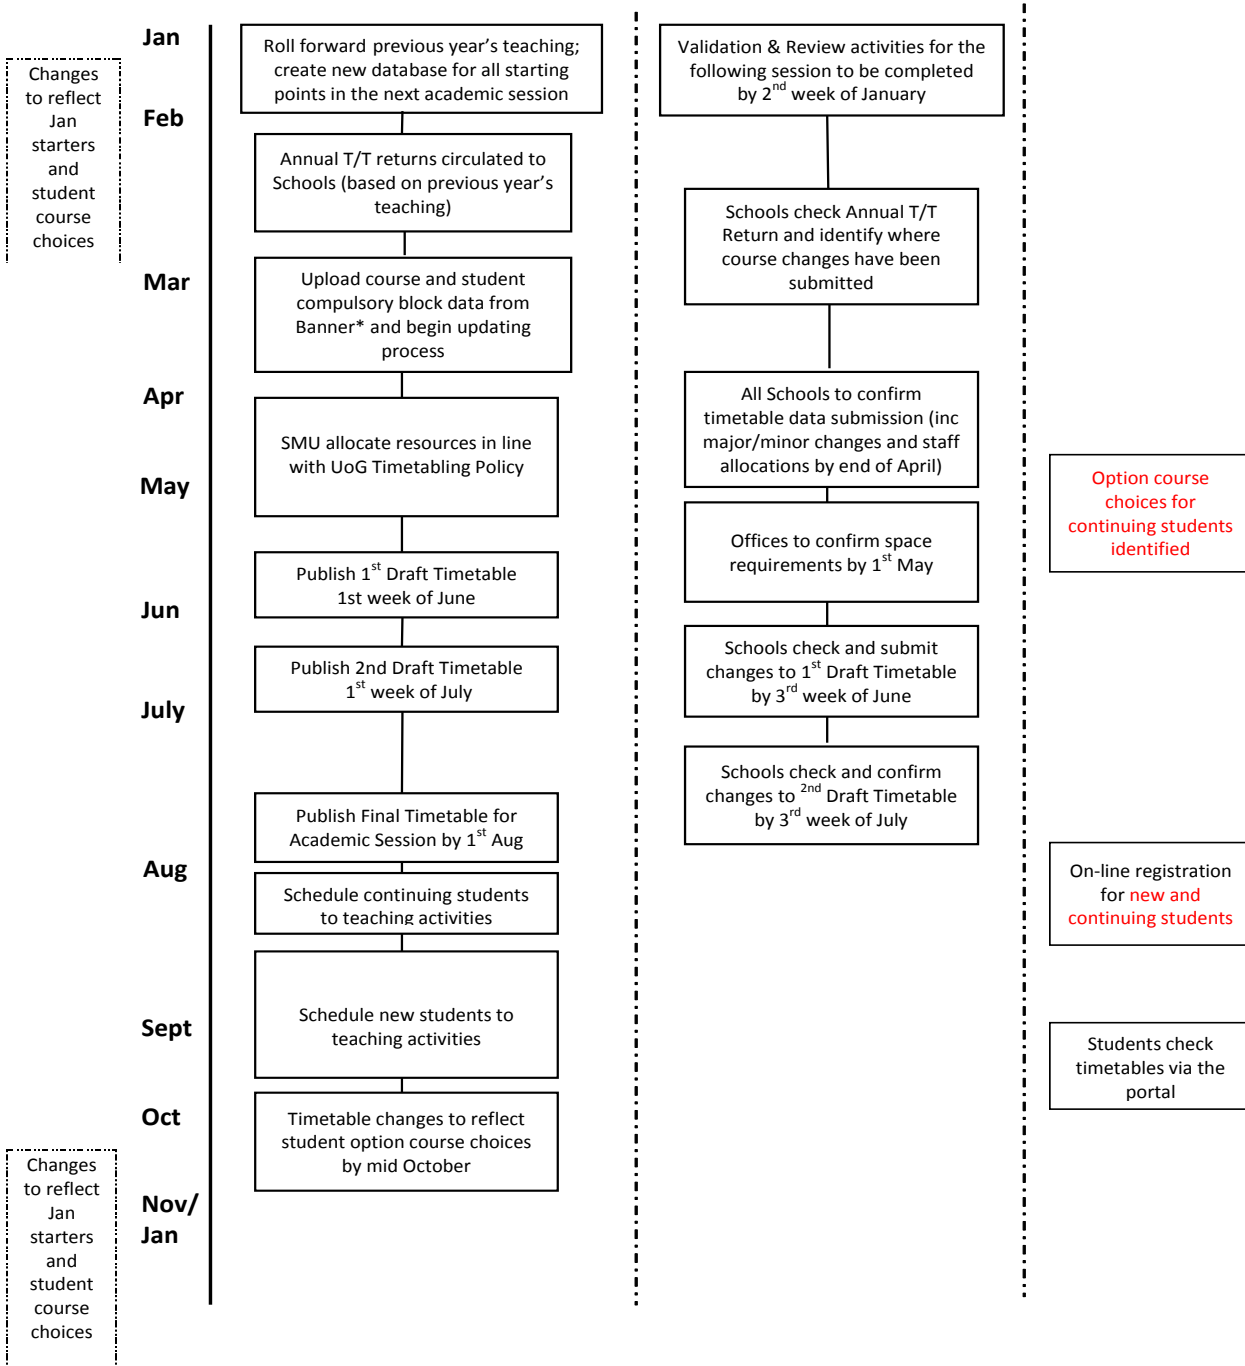 Jan
Feb
Mar
Apr
May
Jun
July
Aug
Sept
Oct
Nov/
Jan
Changes
to reflect
Jan
starters
and
student
course
choices
Changes
to reflect
Jan
starters
and
student
course
choices
Roll forward previous year’s teaching;
create new database for all starting
points in the next academic session
Annual T/T returns circulated to
Schools (based on previous year’s
teaching)
Upload course and student
compulsory block data from
Banner* and begin updating
process
SMU allocate resources in line
with UoG Timetabling Policy
Publish 1st Draft Timetable
1st week of June
Publish 2nd Draft Timetable
1st week of July
Publish Final Timetable for
Academic Session by 1st Aug
Schedule continuing students
to teaching activities
Schedule new students to
teaching activities
Timetable changes to reflect
student option course choices
by mid October
Validation & Review activities for the
following session to be completed
by 2nd week of January
Schools check Annual T/T
Return and identify where
course changes have been
submitted
All Schools to confirm
timetable data submission (inc
major/minor changes and staff
allocations by end of April)
Offices to confirm space
requirements by 1st May
Schools check and submit
changes to 1st Draft Timetable
by 3rd week of June
Schools check and confirm
changes to 2nd Draft Timetable
by 3rd week of July
Option course
choices for
continuing students
identified
On-line registration
for new and
continuing students
Students check
timetables via the
portal